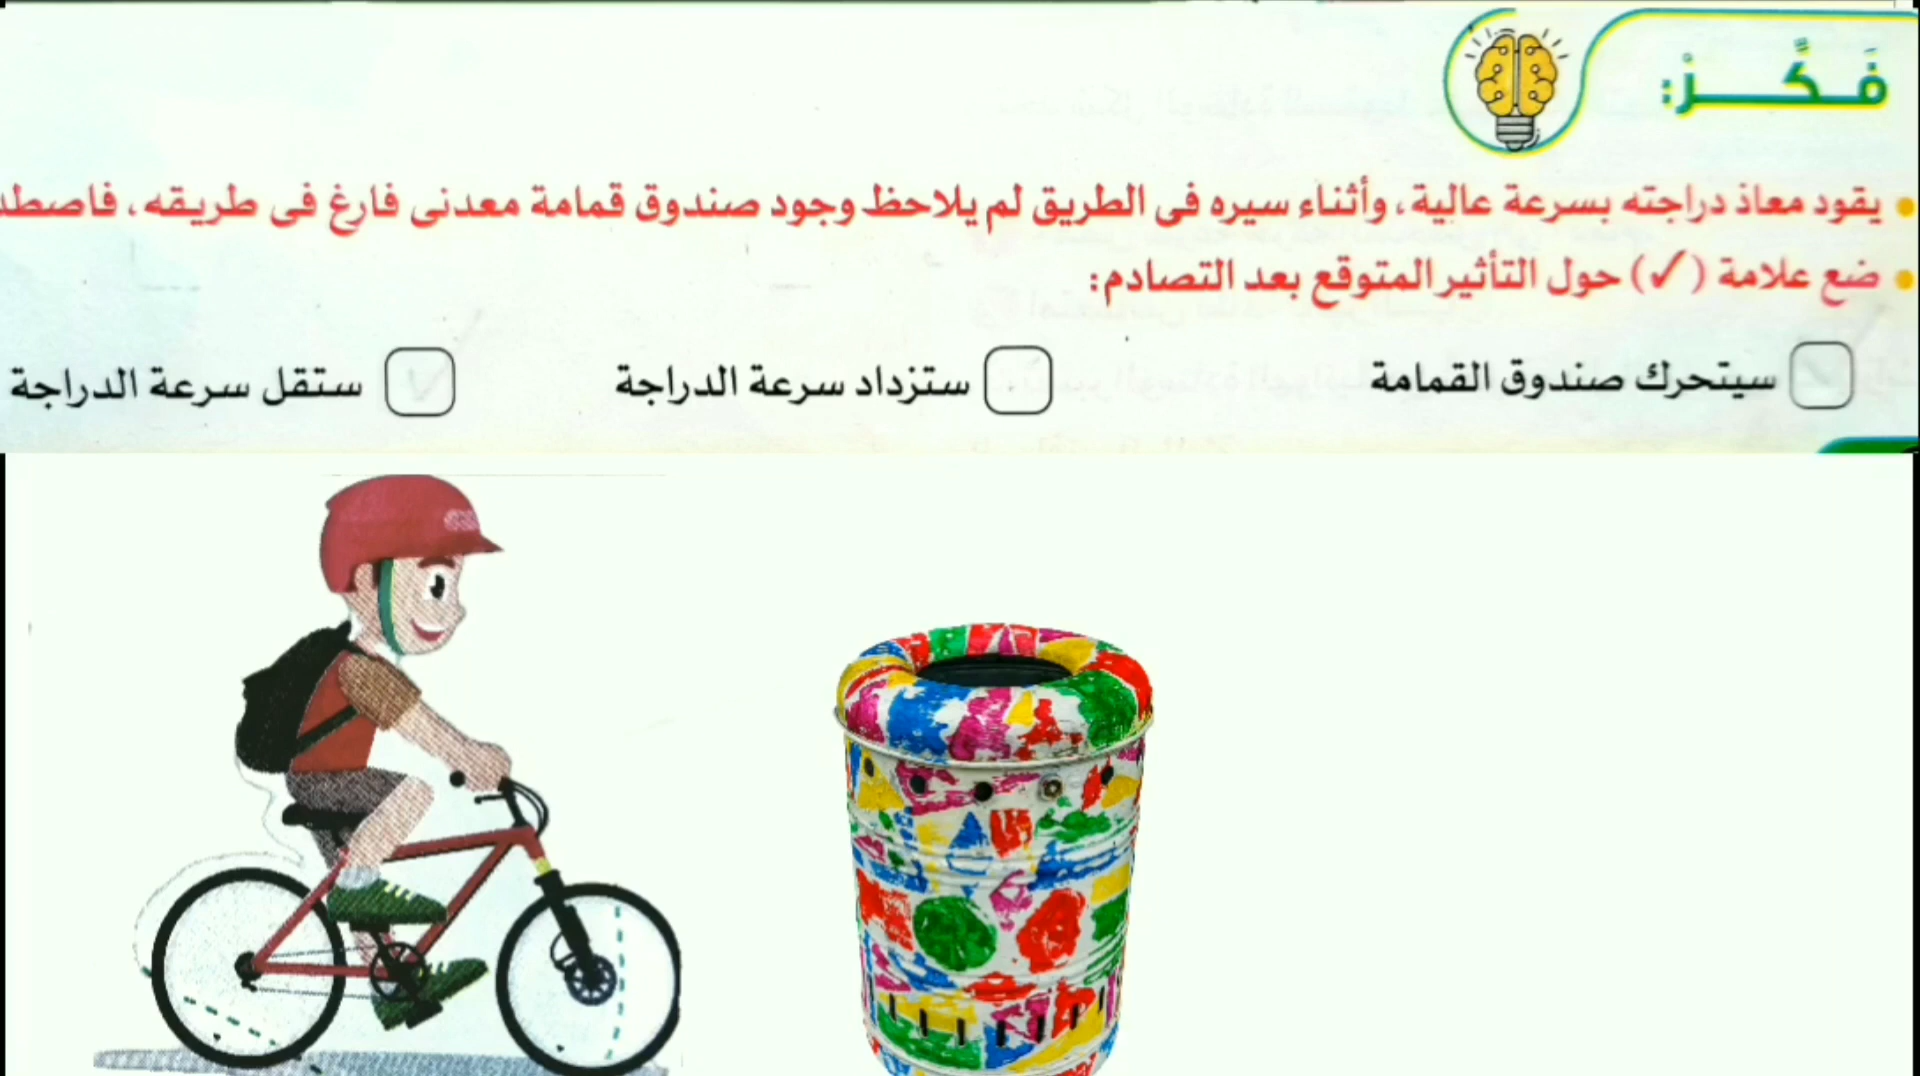 فَكِّرْ:
• يقود معاذ دراجته بسرعة عالية، وأثناء سيره فى الطريق لم يلاحظ وجود صندوق قمامة معدنى فارغ فى طريقه، فاصطد
• ضع علامة (✓) حول التأثير المتوقع بعد التصادم:
سيتحرك صندوق القمامة ستزداد سرعة الدراجة ستقل سرعة الدراجة